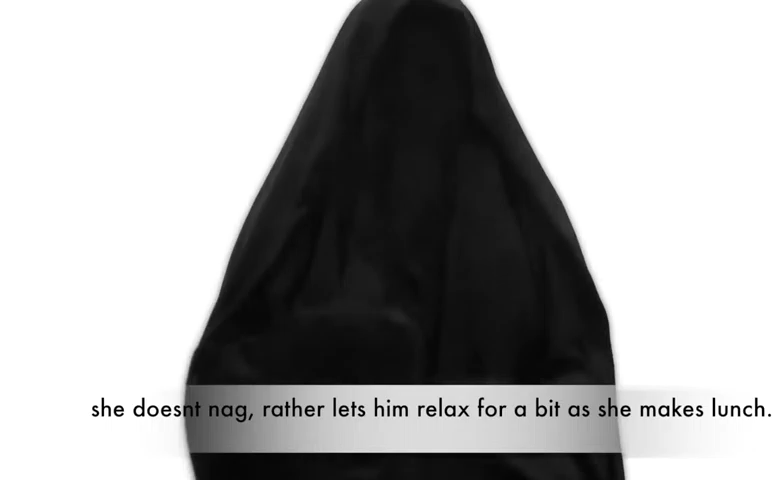 she doesnt nag, rather lets him relax for a bit as she makes lunch.